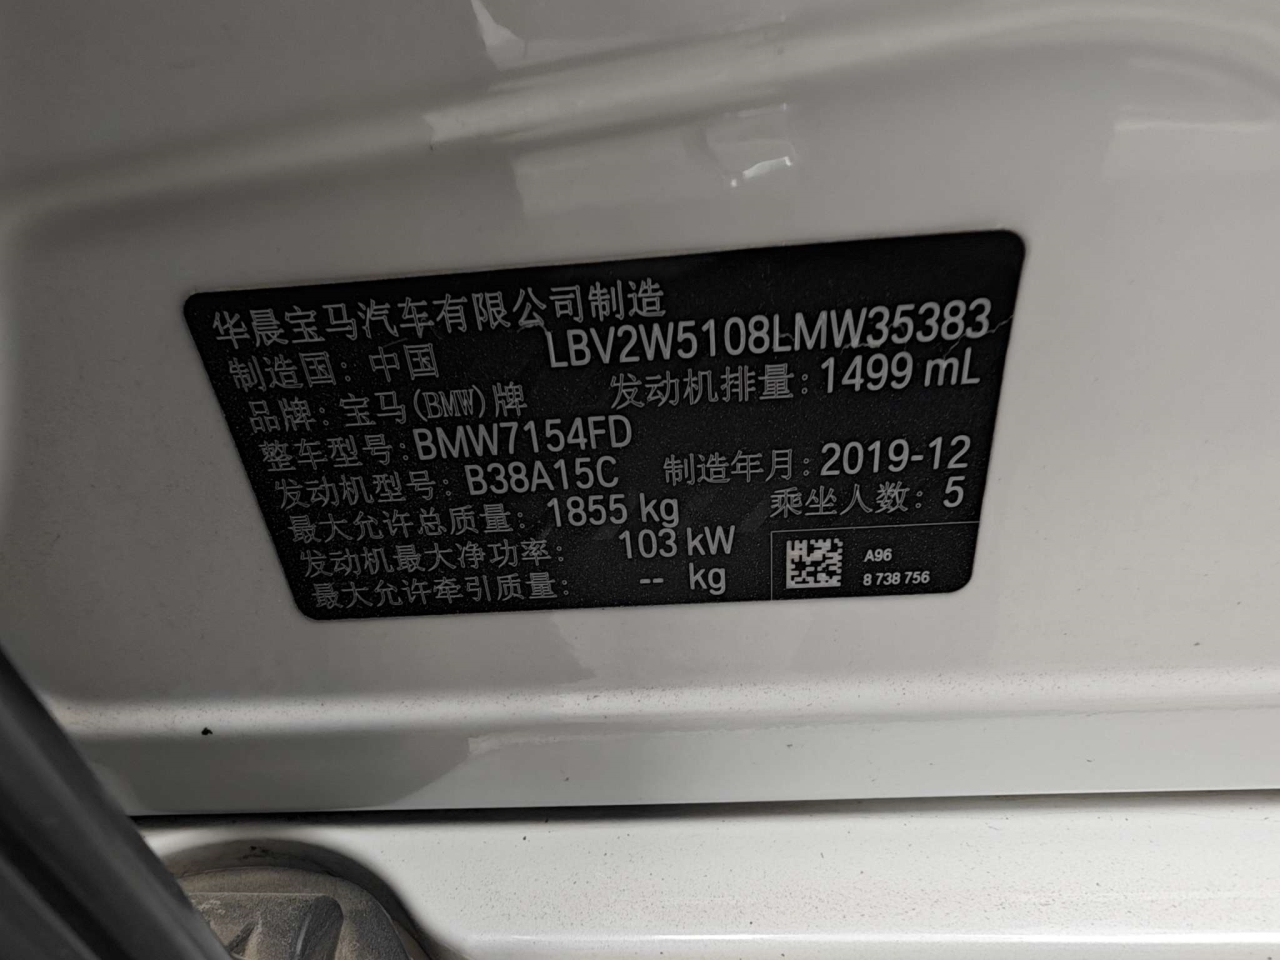 华晨宝马汽车有限公司制造
LBV2W5108LMW35383
制造国：中国
品牌：宝马(BMW)牌 发动机排量：1499 mL
整车型号：BMW7154FD
发动机型号：B38A15C 制造年月：2019-12
最大允许总质量：1855 kg 乘坐人数：5
发动机最大净功率：103 kW
最大允许牵引质量：-- kg
A96
8 738 756